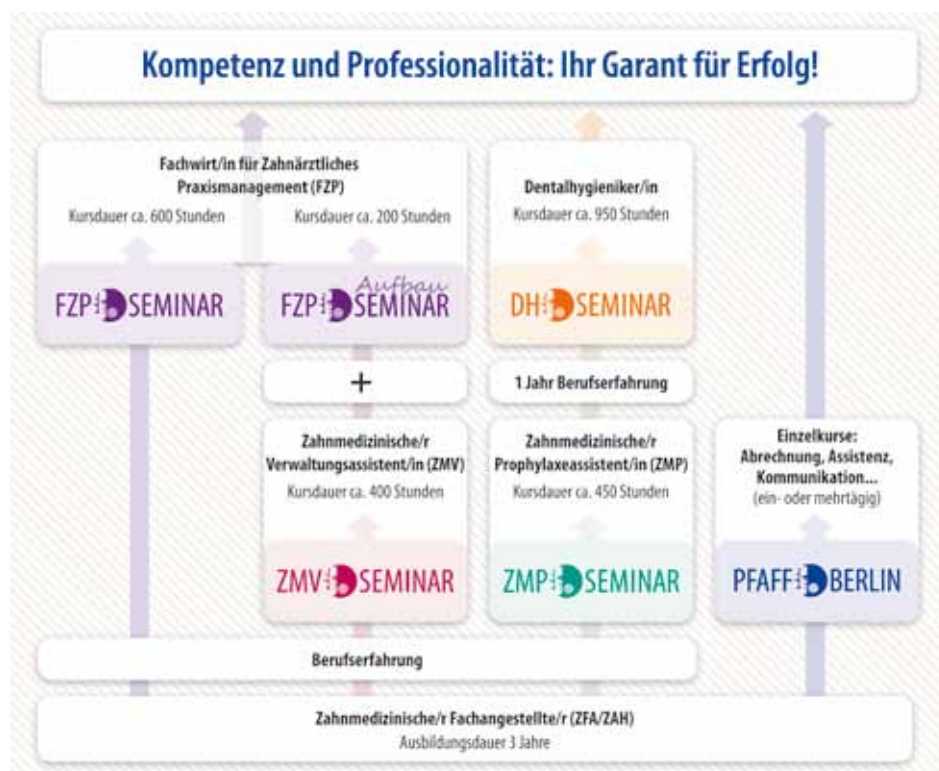 Kompetenz und Professionalität: Ihr Garant für Erfolg!
Fachwirt/in für Zahnärztliches
Praxismanagement (FZP)
Kursdauer ca. 600 Stunden
Kursdauer ca. 200 Stunden
FZP SEMINAR
FZP Aufbau SEMINAR
Dentalhygieniker/in
Kursdauer ca. 950 Stunden
DH SEMINAR
+
1 Jahr Berufserfahrung
Zahnmedizinische/r
Verwaltungsassistent/in (ZMV)
Kursdauer ca. 400 Stunden
ZMV SEMINAR
Zahnmedizinische/r
Prophylaxeassistent/in (ZMP)
Kursdauer ca. 450 Stunden
ZMP SEMINAR
Einzelkurse:
Abrechnung, Assistenz,
Kommunikation...
(ein- oder mehrtägig)
PFAFF BERLIN
Berufserfahrung
Zahnmedizinische/r Fachangestellte/r (ZFA/ZAH)
Ausbildungsdauer 3 Jahre